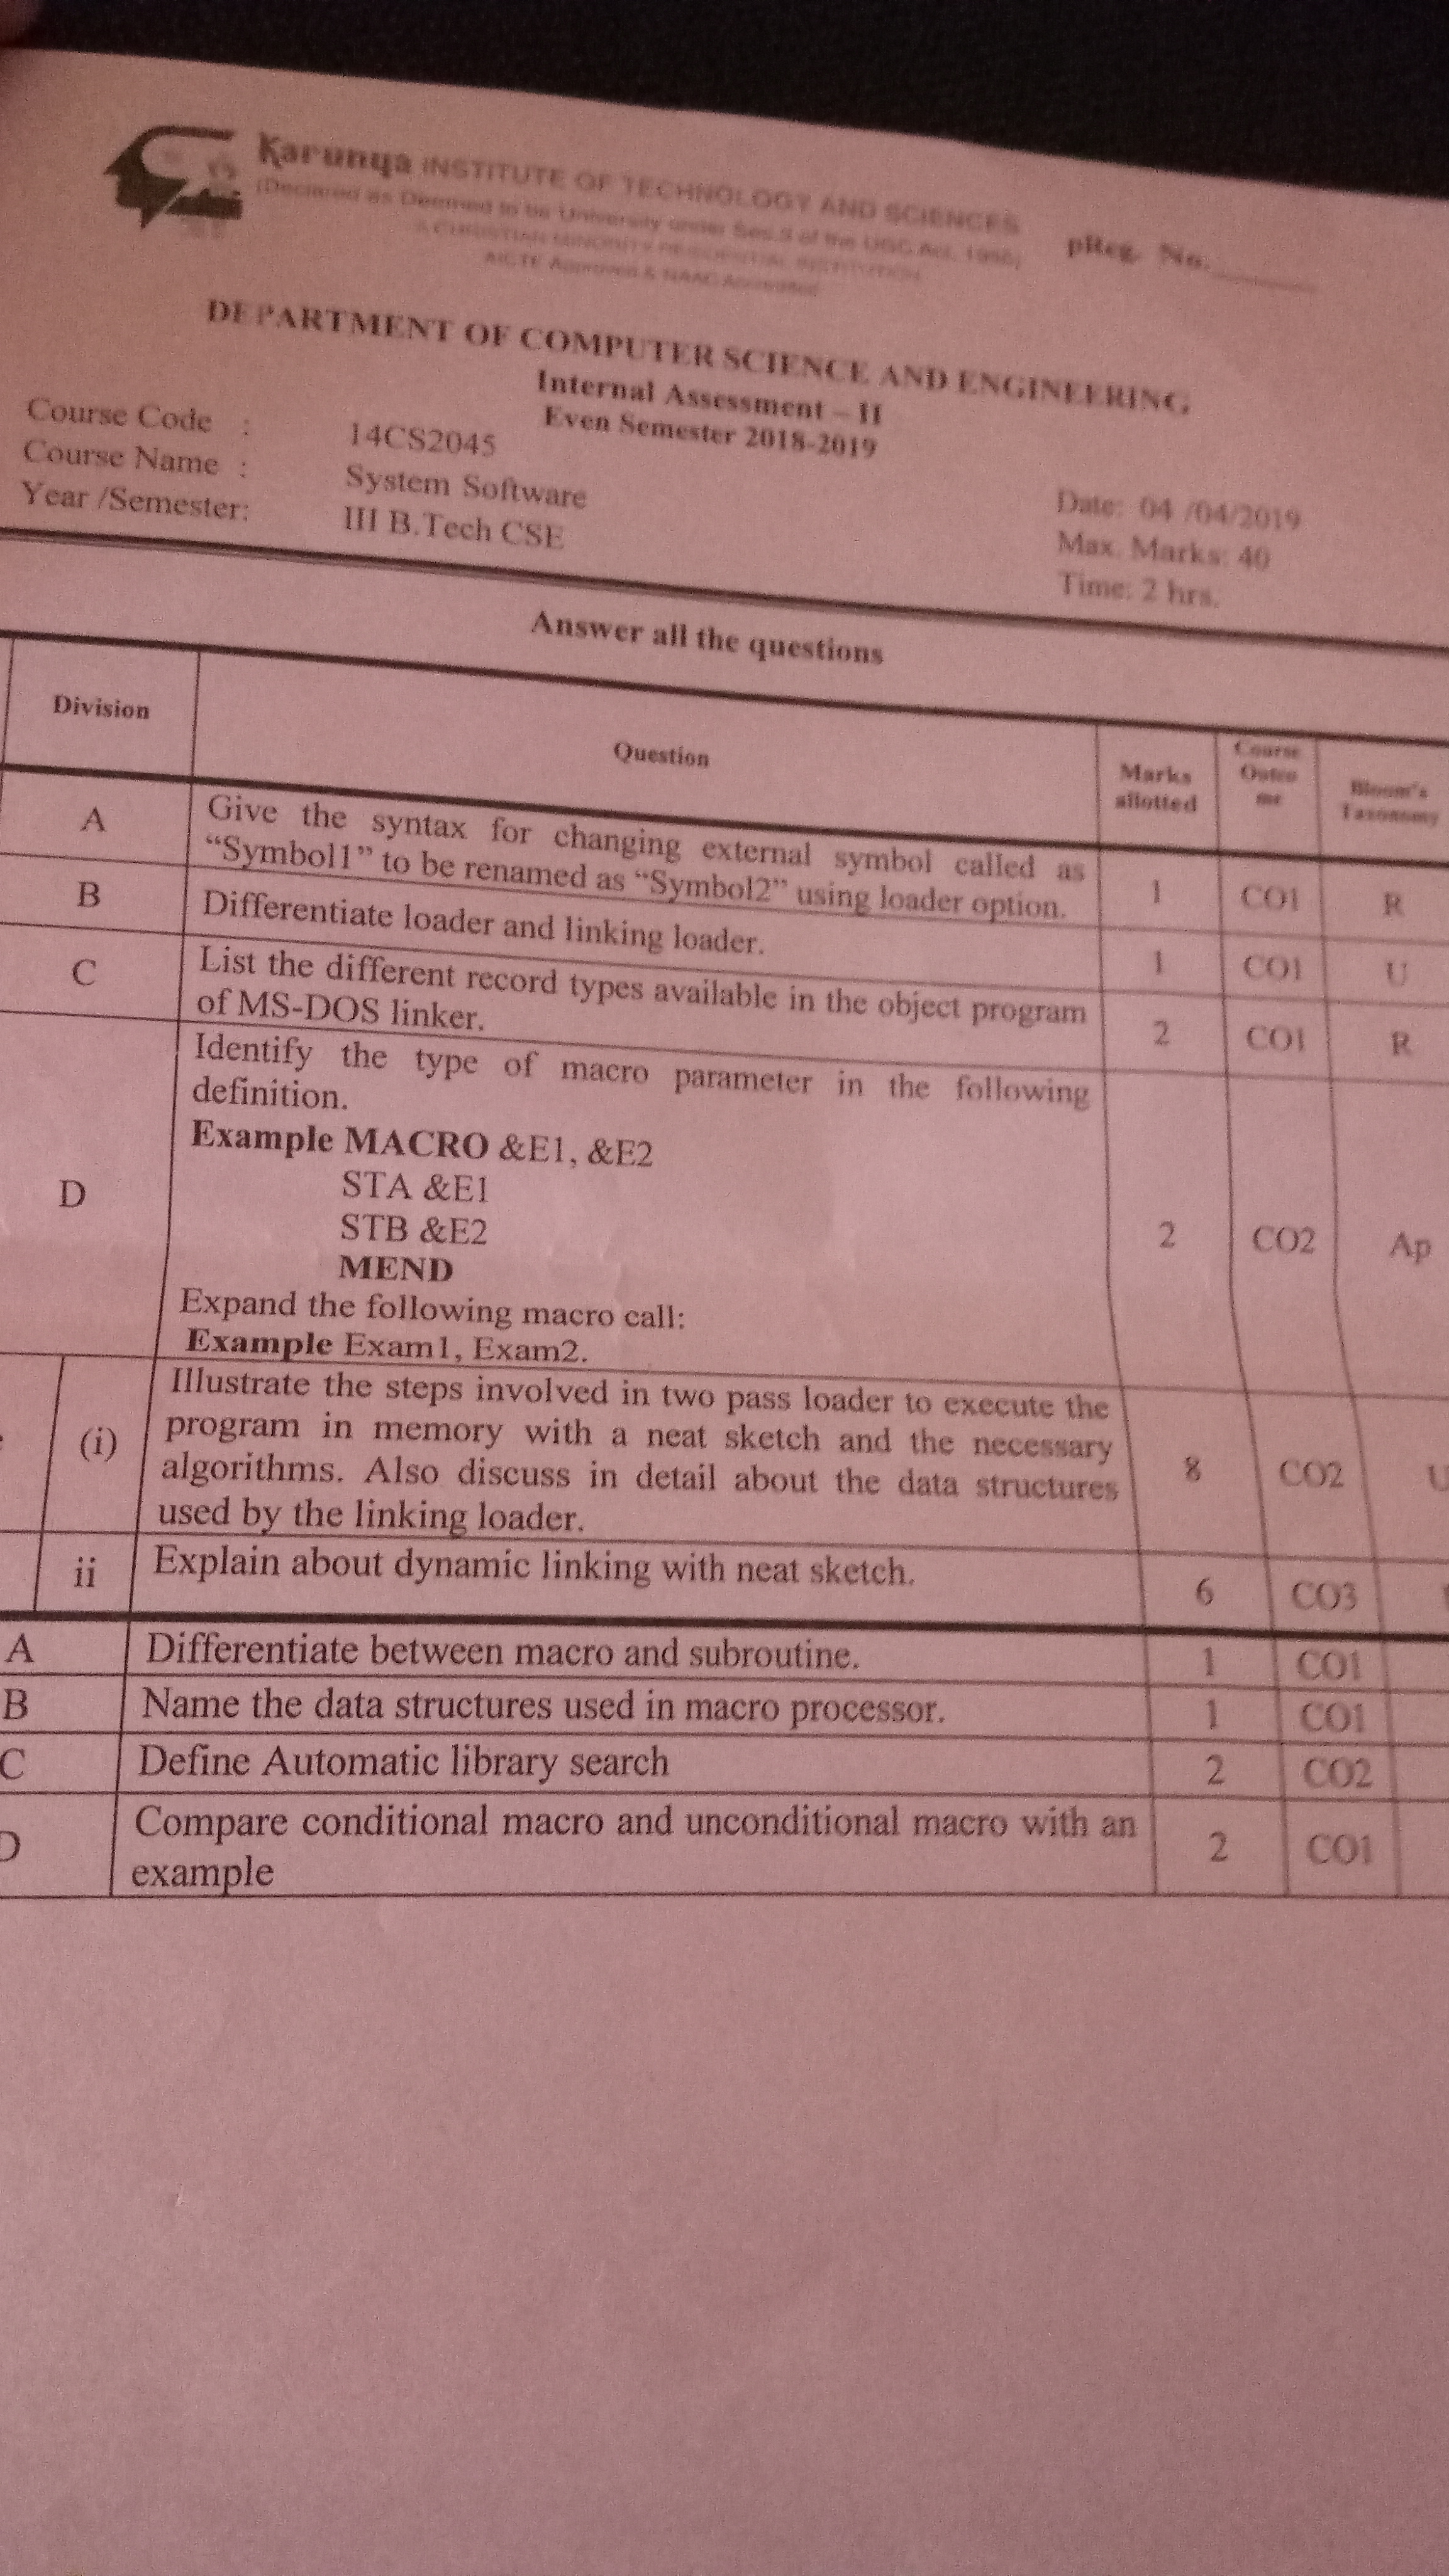 Karunya INSTITUTE OF TECHNOLOGY AND SCIENCES
(Declared as Deemed to be University under Sec.3 of the UGC Act, 1956)
A CHRISTIAN MINORITY RESIDENTIAL INSTITUTION
AICTE Approved & NAAC Accredited
pReg. No.______
DEPARTMENT OF COMPUTER SCIENCE AND ENGINEERING
Internal Assessment – II
Even Semester 2018-2019
Course Code : 14CS2045
Course Name : System Software
Year /Semester: III B.Tech CSE
Date: 04 /04/2019
Max. Marks: 40
Time: 2 hrs.
Answer all the questions
Division Question Marks allotted Course Outco me Bloom's Taxonomy
A Give the syntax for changing external symbol called as
“Symbol1” to be renamed as “Symbol2” using loader option. 1 CO1 R
B Differentiate loader and linking loader. 1 CO1 U
C List the different record types available in the object program
of MS-DOS linker. 2 CO1 R
Identify the type of macro parameter in the following
definition.
Example MACRO &E1, &E2
STA &E1
D STB &E2 2 CO2 Ap
MEND
Expand the following macro call:
Example Exam1, Exam2.
Illustrate the steps involved in two pass loader to execute the
(i) program in memory with a neat sketch and the necessary
algorithms. Also discuss in detail about the data structures 8 CO2 U
used by the linking loader.
ii Explain about dynamic linking with neat sketch. 6 CO3
A Differentiate between macro and subroutine. 1 CO1
B Name the data structures used in macro processor. 1 CO1
C Define Automatic library search 2 CO2
D Compare conditional macro and unconditional macro with an
example 2 CO1